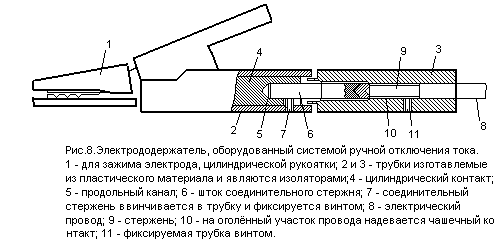 1
4
9
3
2
5
7
6
10
11
8
Рис.8.Электрододержатель, оборудованный системой ручной отключения тока.
1 - для зажима электрода, цилиндрической рукоятки; 2 и 3 - трубки изготавлемые
из пластического материала и являются изоляторами;4 - цилиндрический контакт;
5 - продольный канал; 6 - шток соединительного стержня; 7 - соединительный
стержень ввинчивается в трубку и фиксируется винтом; 8 - электрический
провод; 9 - стержень; 10 - на оголённый участок провода надевается чашечный ко
нтакт; 11 - фиксируемая трубка винтом.